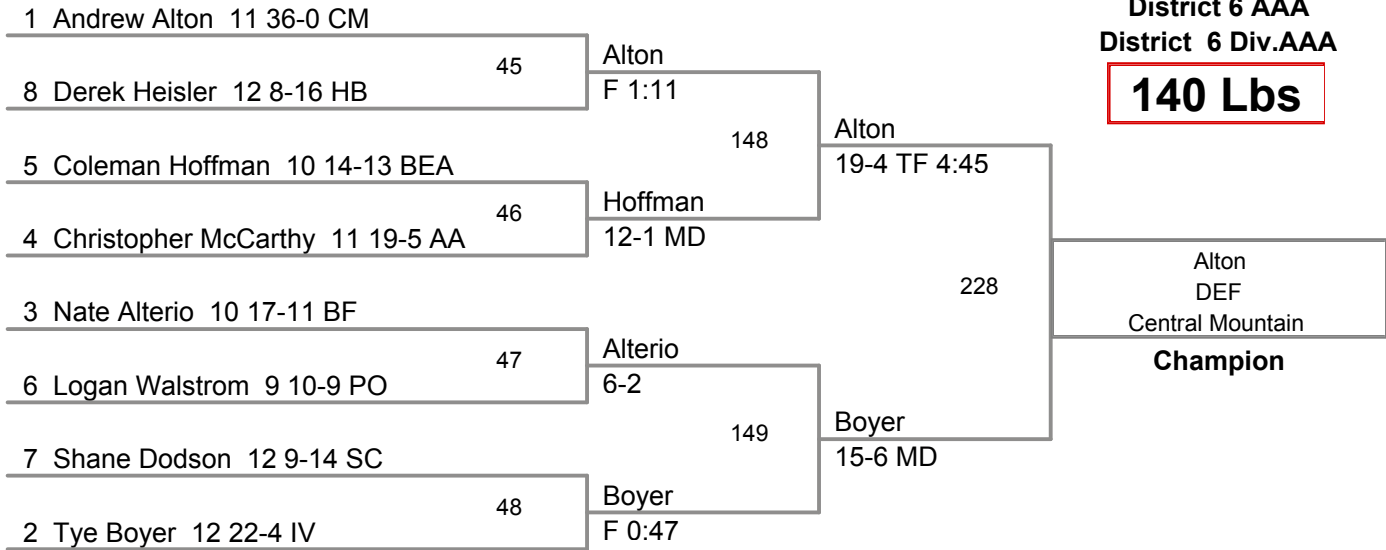 1 Andrew Alton 11 36-0 CM
8 Derek Heisler 12 8-16 HB
5 Coleman Hoffman 10 14-13 BEA
4 Christopher McCarthy 11 19-5 AA
3 Nate Alterio 10 17-11 BF
6 Logan Walstrom 9 10-9 PO
7 Shane Dodson 12 9-14 SC
2 Tye Boyer 12 22-4 IV
45
46
47
48
Alton
F 1:11
Hoffman
12-1 MD
Alterio
6-2
Boyer
F 0:47
148
149
Alton
19-4 TF 4:45
Boyer
15-6 MD
228
District 6 AAA
District 6 Div.AAA
140 Lbs
Alton
DEF
Central Mountain
Champion